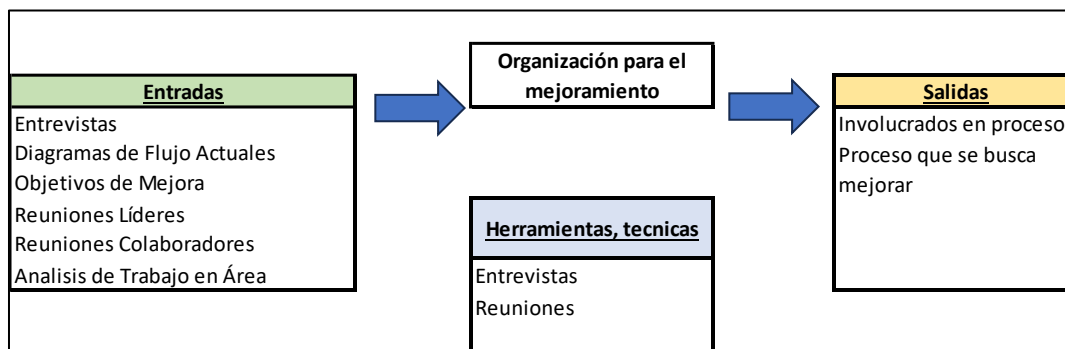 Entradas
Entrevistas
Diagramas de Flujo Actuales
Objetivos de Mejora
Reuniones Líderes
Reuniones Colaboradores
Analisis de Trabajo en Área
Organización para el
mejoramiento
Herramientas, tecnicas
Entrevistas
Reuniones
Salidas
Involucrados en proceso
Proceso que se busca
mejorar